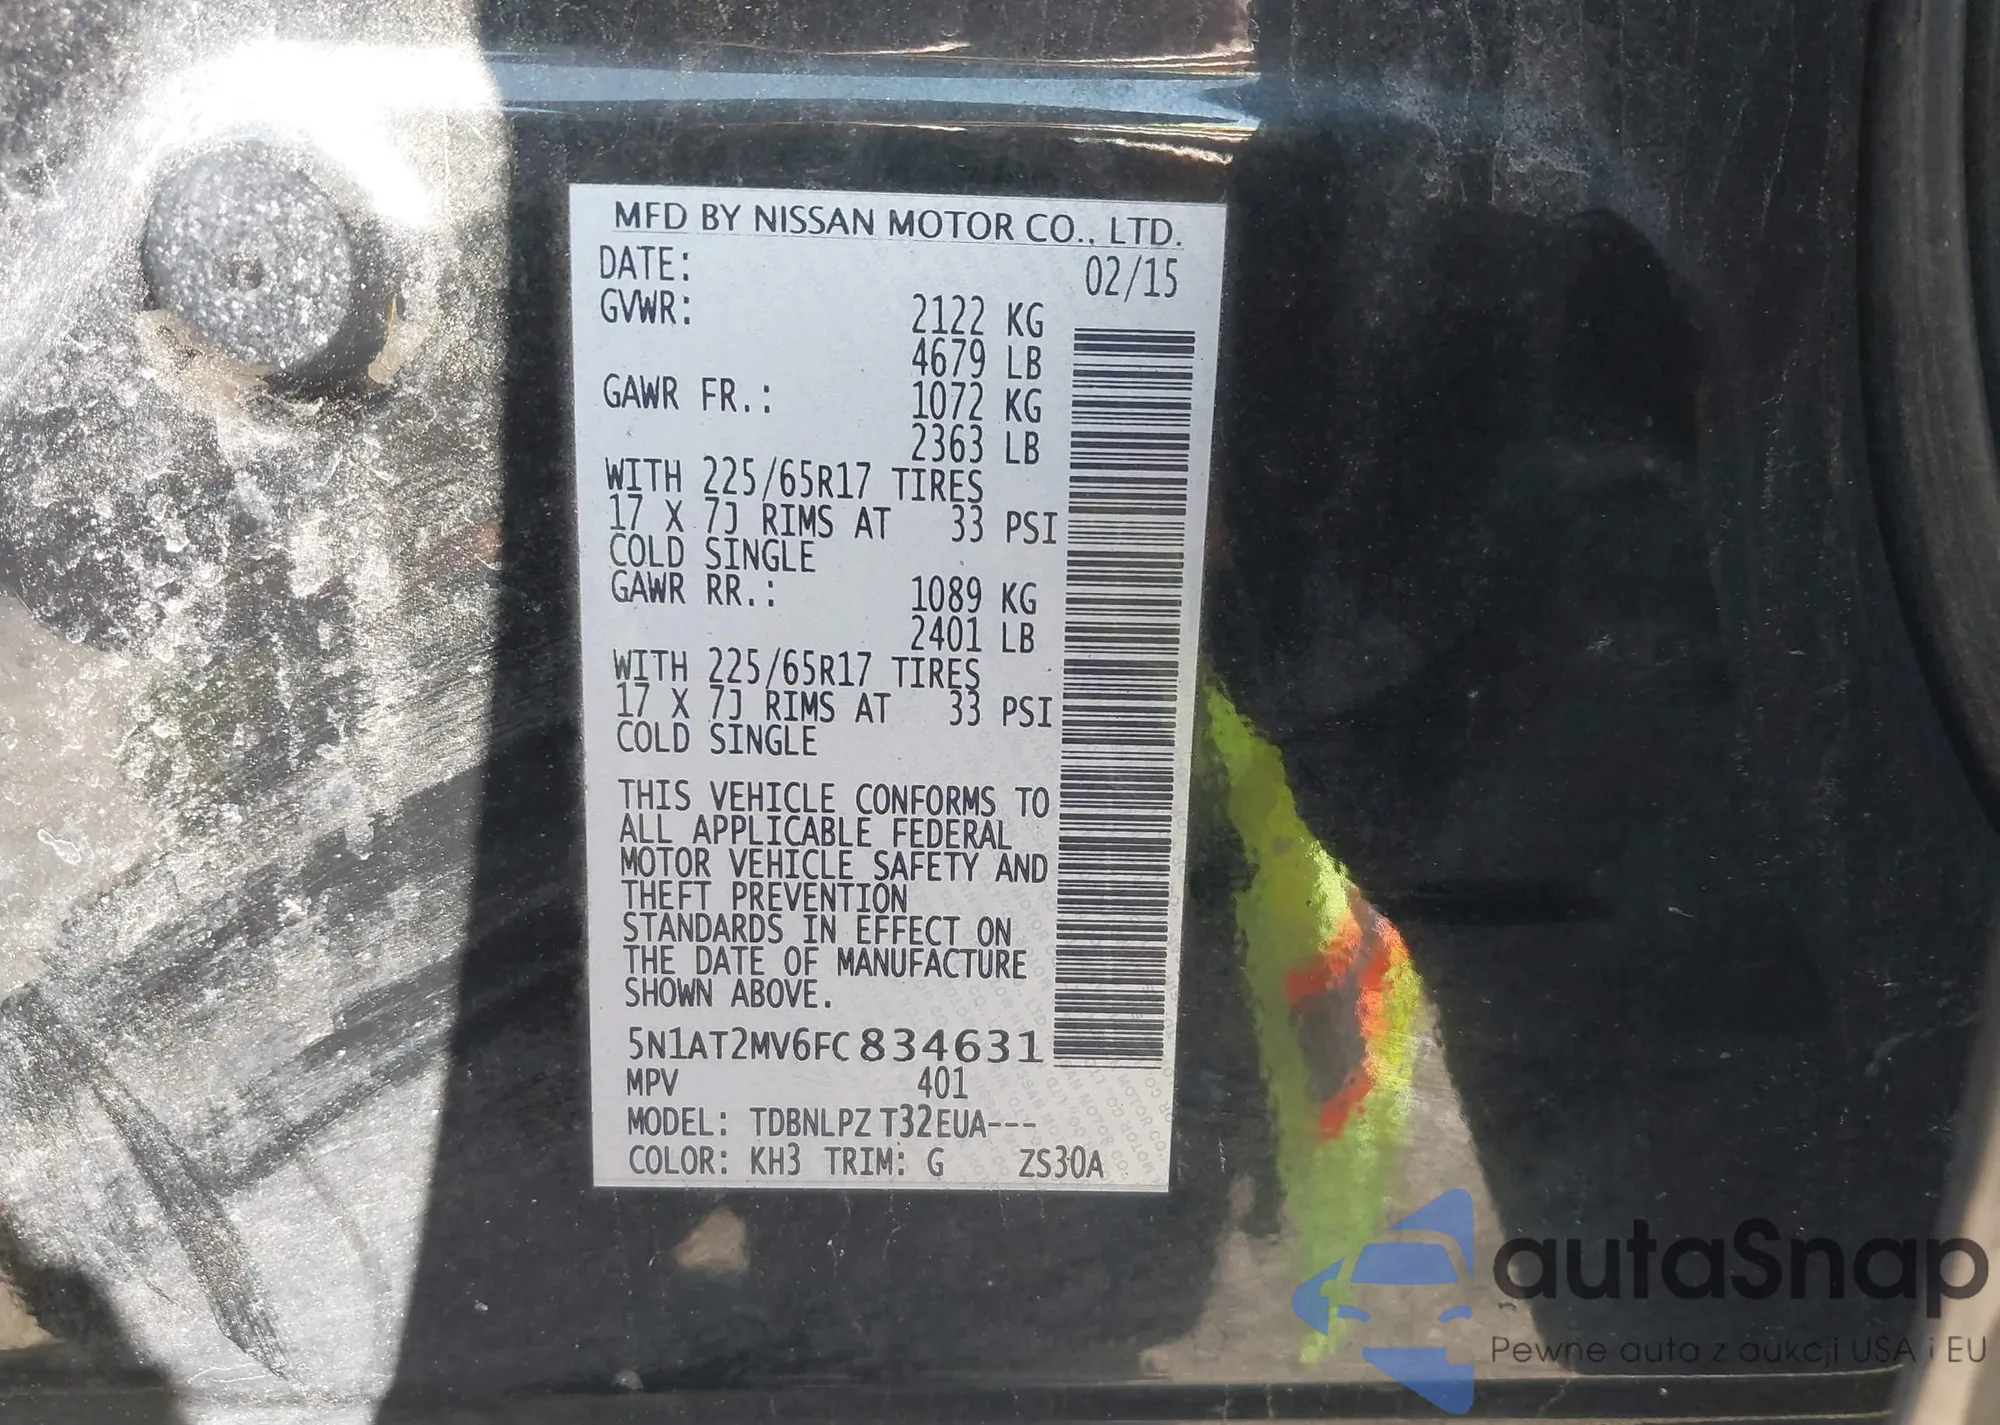 MFD BY NISSAN MOTOR CO., LTD.
DATE: 02/15
GVWR: 2122 KG
4679 LB
GAWR FR.: 1072 KG
2363 LB
WITH 225/65R17 TIRES
17 X 7J RIMS AT 33 PSI
COLD SINGLE
GAWR RR.: 1089 KG
2401 LB
WITH 225/65R17 TIRES
17 X 7J RIMS AT 33 PSI
COLD SINGLE
THIS VEHICLE CONFORMS TO
ALL APPLICABLE FEDERAL
MOTOR VEHICLE SAFETY AND
THEFT PREVENTION
STANDARDS IN EFFECT ON
THE DATE OF MANUFACTURE
SHOWN ABOVE.
5N1AT2MV6FC834631
MPV 401
MODEL: TDBNLPZ T32EUA---
COLOR: KH3 TRIM: G ZS30A
autaSnap
Pewne auta z aukcji USA i EU